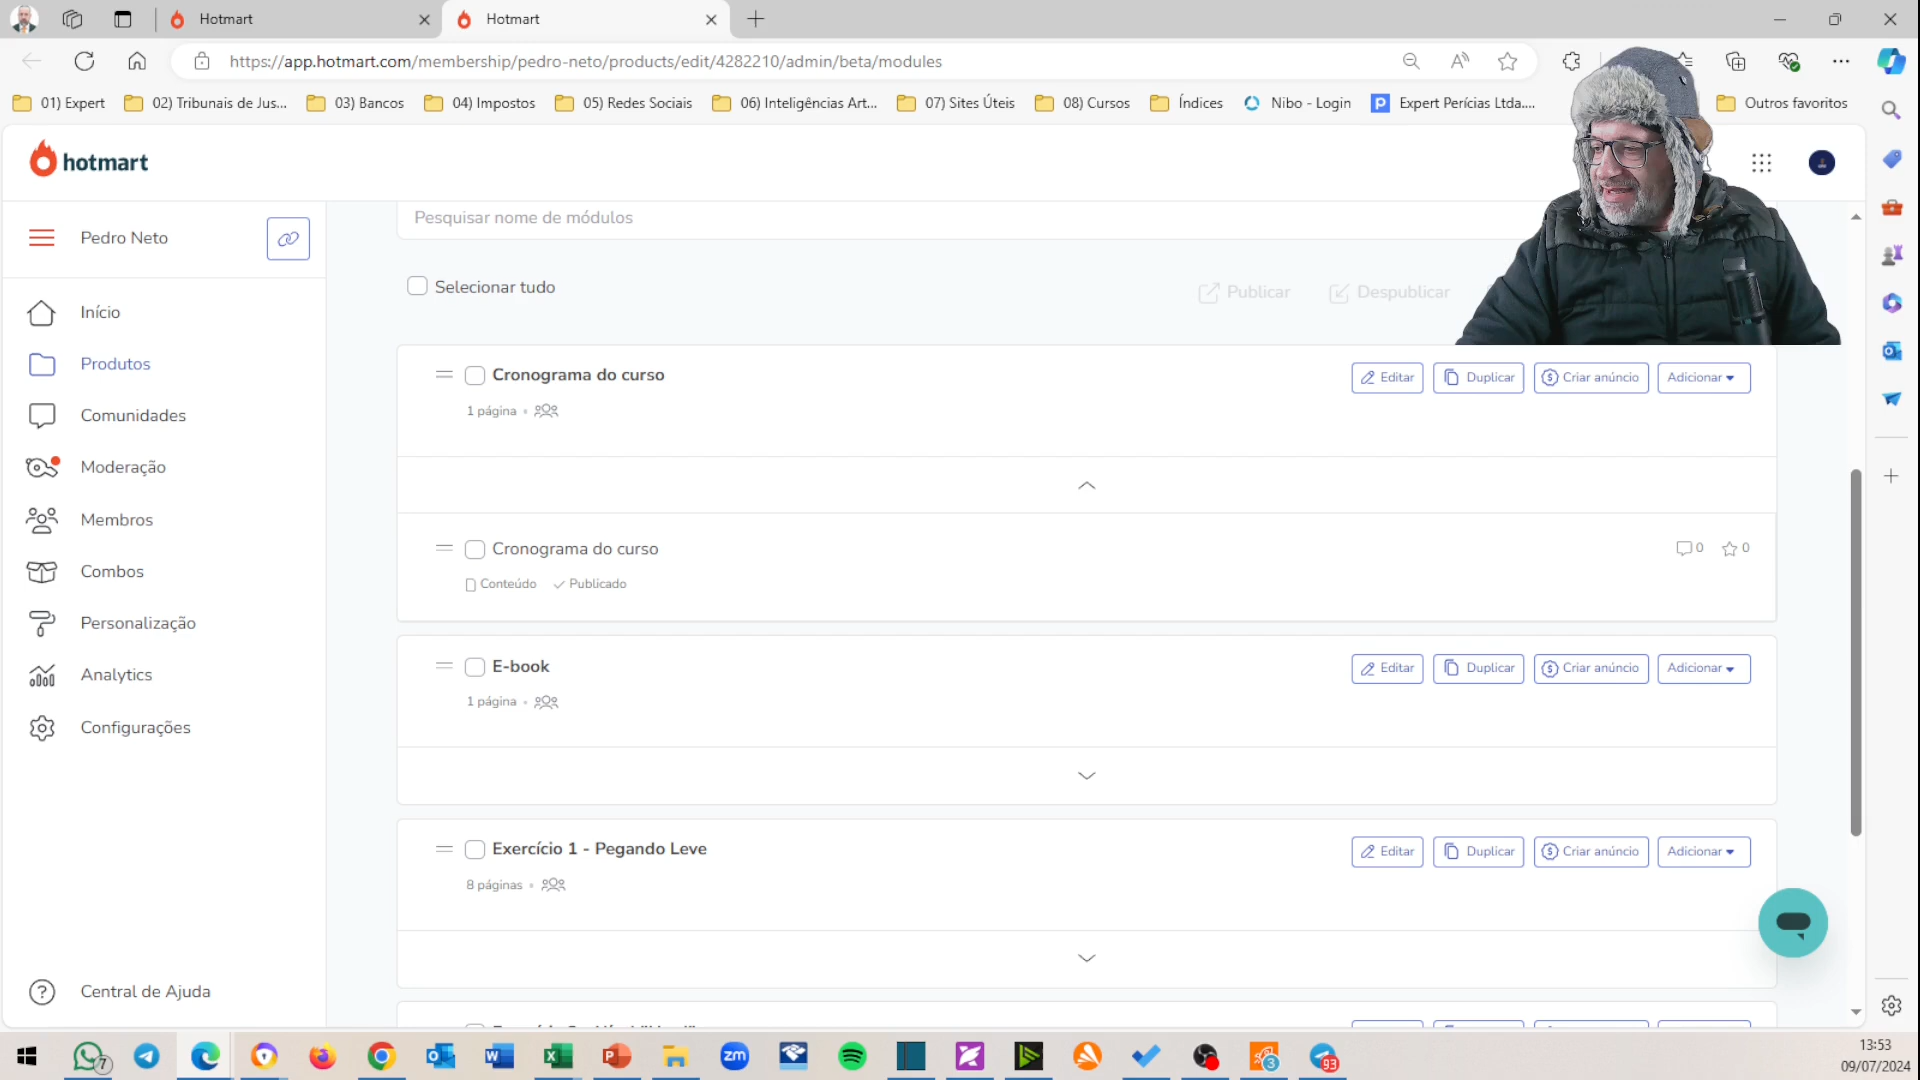 Hotmart
Hotmart
https://app.hotmart.com/membership/pedro-neto/products/edit/4282210/admin/beta/modules
01) Expert
02) Tribunais de Jus...
03) Bancos
04) Impostos
05) Redes Sociais
06) Inteligências Art...
07) Sites Úteis
08) Cursos
Índices
Nibo - Login
Expert Perícias Ltda....
Outros favoritos
hotmart
Pedro Neto
Início
Produtos
Comunidades
Moderação
Membros
Combos
Personalização
Analytics
Configurações
Central de Ajuda
Pesquisar nome de módulos
Selecionar tudo
Publicar
Despublicar
Cronograma do curso
Editar
Duplicar
Criar anúncio
Adicionar
1 página
Cronograma do curso
0
0
Conteúdo
Publicado
E-book
Editar
Duplicar
Criar anúncio
Adicionar
1 página
Exercício 1 - Pegando Leve
Editar
Duplicar
Criar anúncio
Adicionar
8 páginas
7
zm
3
93
13:53
09/07/2024